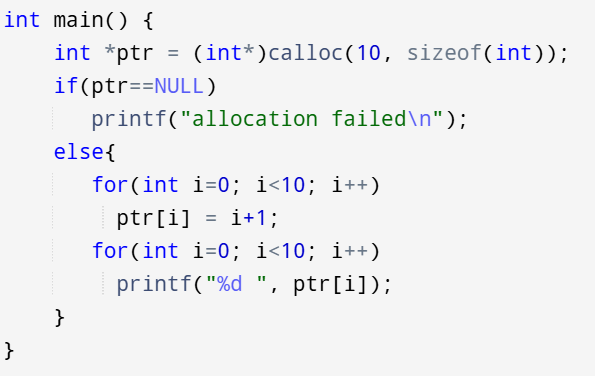 int main() {
    int *ptr = (int*)calloc(10, sizeof(int));
    if(ptr==NULL)
       printf("allocation failed\n");
    else{
       for(int i=0; i<10; i++)
         ptr[i] = i+1;
       for(int i=0; i<10; i++)
         printf("%d ", ptr[i]);
    }
}